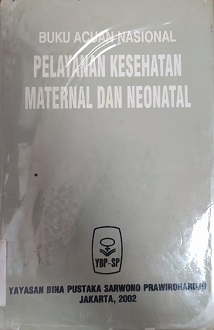 BUKU ACUAN NASIONAL
PELAYANAN KESEHATAN
MATERNAL DAN NEONATAL
YBP-SP
YAYASAN BINA PUSTAKA SARWONO PRAWIROHARDJO
JAKARTA, 2002